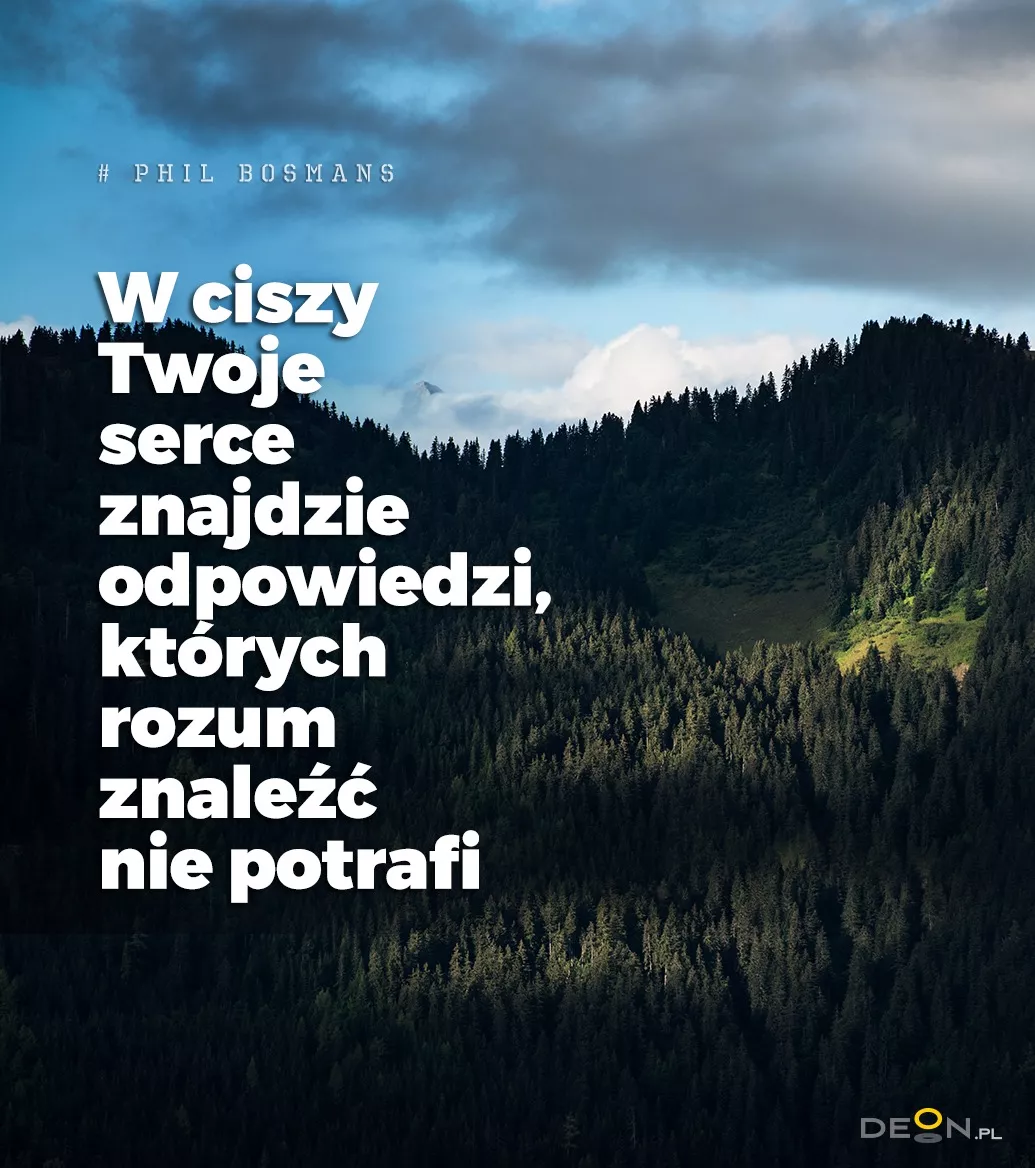 # PHIL BOSMANS
W ciszy
Twoje
serce
znajdzie
odpowiedzi,
których
rozum
znaleźć
nie potrafi
DEON.PL